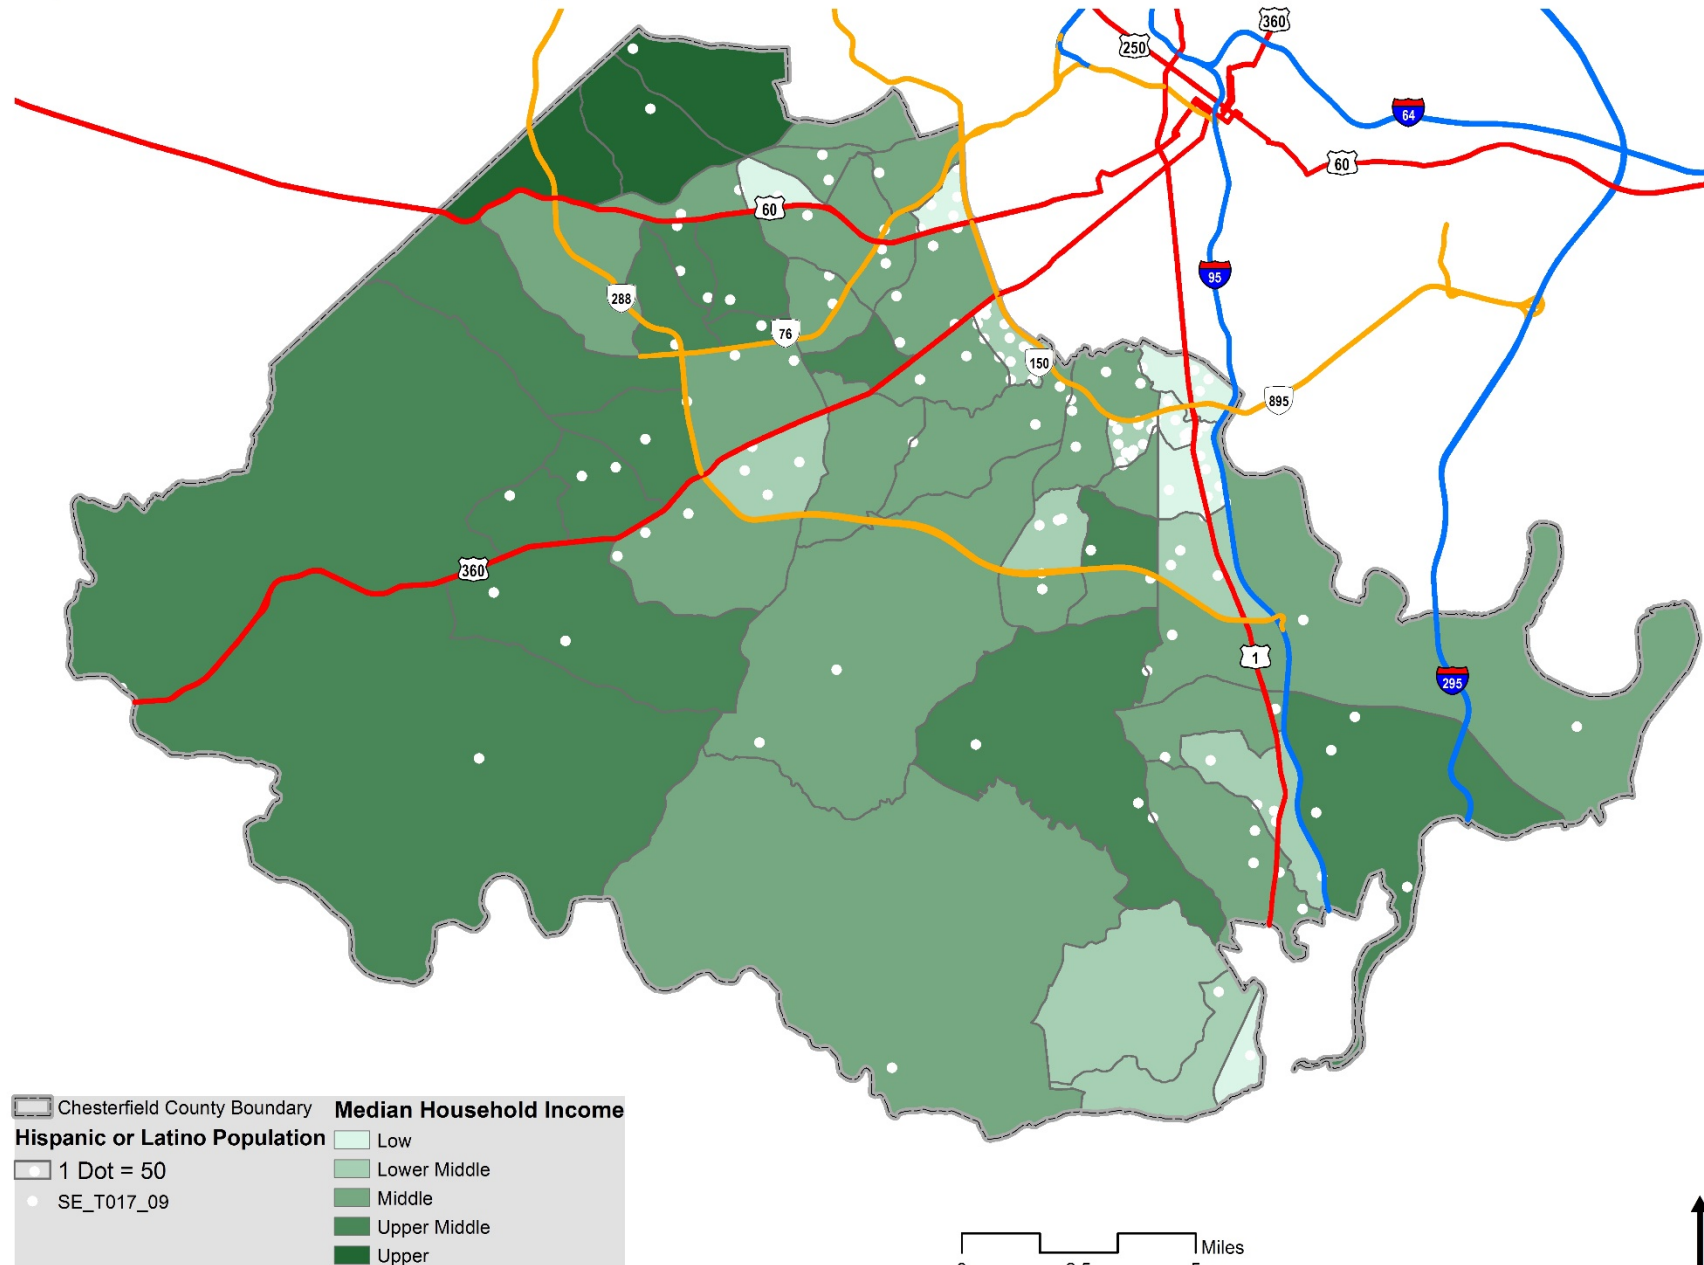 360
250
64
60
60
95
288
76
150
895
360
1
295
Chesterfield County Boundary
Hispanic or Latino Population
1 Dot = 50
SE_T017_09
Median Household Income
Low
Lower Middle
Middle
Upper Middle
Upper
Miles